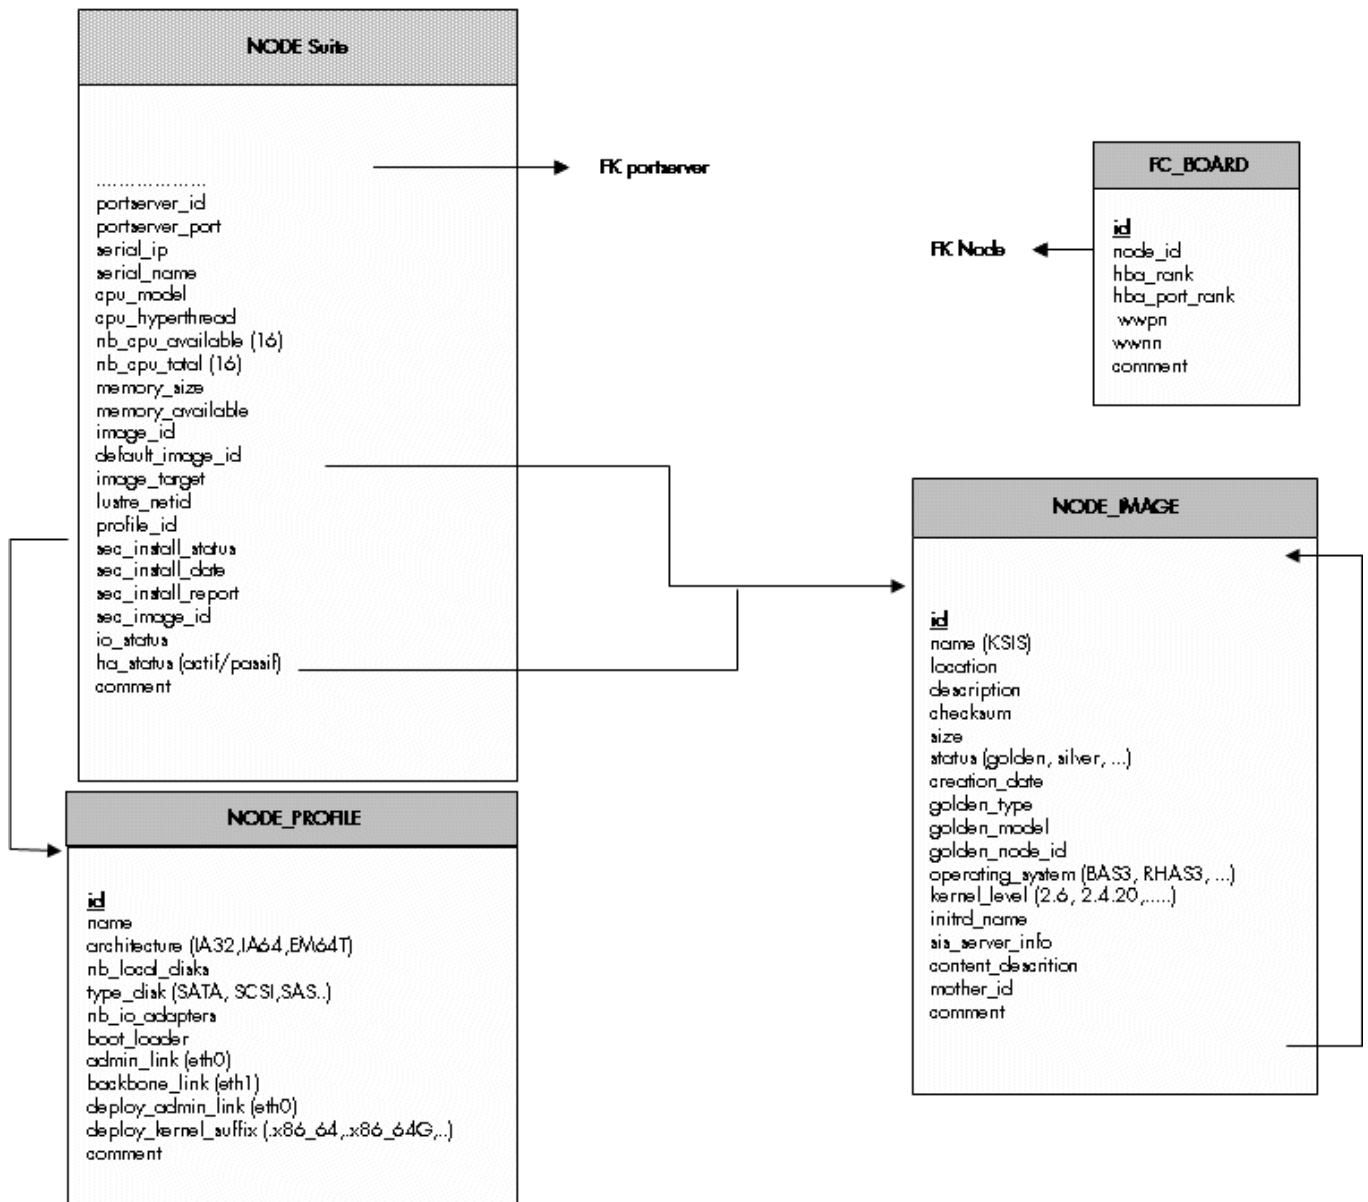 NODE Suite
..................
portserver_id
portserver_port
serial_ip
serial_name
cpu_model
cpu_hyperthread
nb_cpu_available (16)
nb_cpu_total (16)
memory_size
memory_available
image_id
default_image_id
image_target
lustre_netid
profile_id
sec_install_status
sec_install_date
sec_install_report
sec_image_id
io_status
ha_status (actif/passif)
comment
FK portserver
FC_BOARD
id
node_id
hba_rank
hba_port_rank
wwpn
wwnn
comment
FK Node
NODE_IMAGE
id
name (KSIS)
location
description
checksum
size
status (golden, silver, ...)
creation_date
golden_type
golden_model
golden_node_id
operating_system (BAS3, RHAS3, ...)
kernel_level (2.6, 2.4.20,.....)
initrd_name
sis_server_info
content_descrition
mother_id
comment
NODE_PROFILE
id
name
architecture (IA32,IA64,EM64T)
nb_local_disks
type_disk (SATA, SCSI,SAS..)
nb_io_adapters
boot_loader
admin_link (eth0)
backbone_link (eth1)
deploy_admin_link (eth0)
deploy_kernel_suffix (.x86_64,.x86_64G,..)
comment